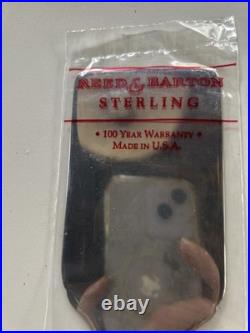 REED & BARTON
STERLING
• 100 YEAR WARRANTY •
MADE IN U.S.A.